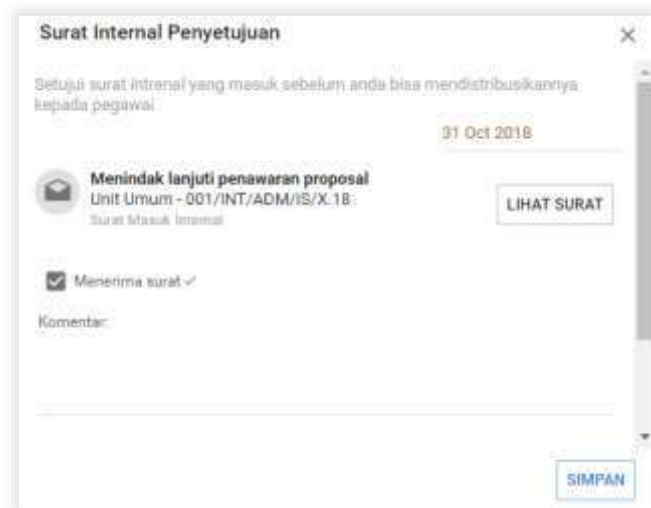 Surat Internal Penyetujuan
Setujui surat intrenal yang masuk sebelum anda bisa mendistribusikannya
kepada pegawai
31 Oct 2018
Menindak lanjuti penawaran proposal
Unit Umum - 001/INT/ADM/IS/X.18
Surat Masuk Internal
LIHAT SURAT
Menerima surat ✓
Komentar:
SIMPAN